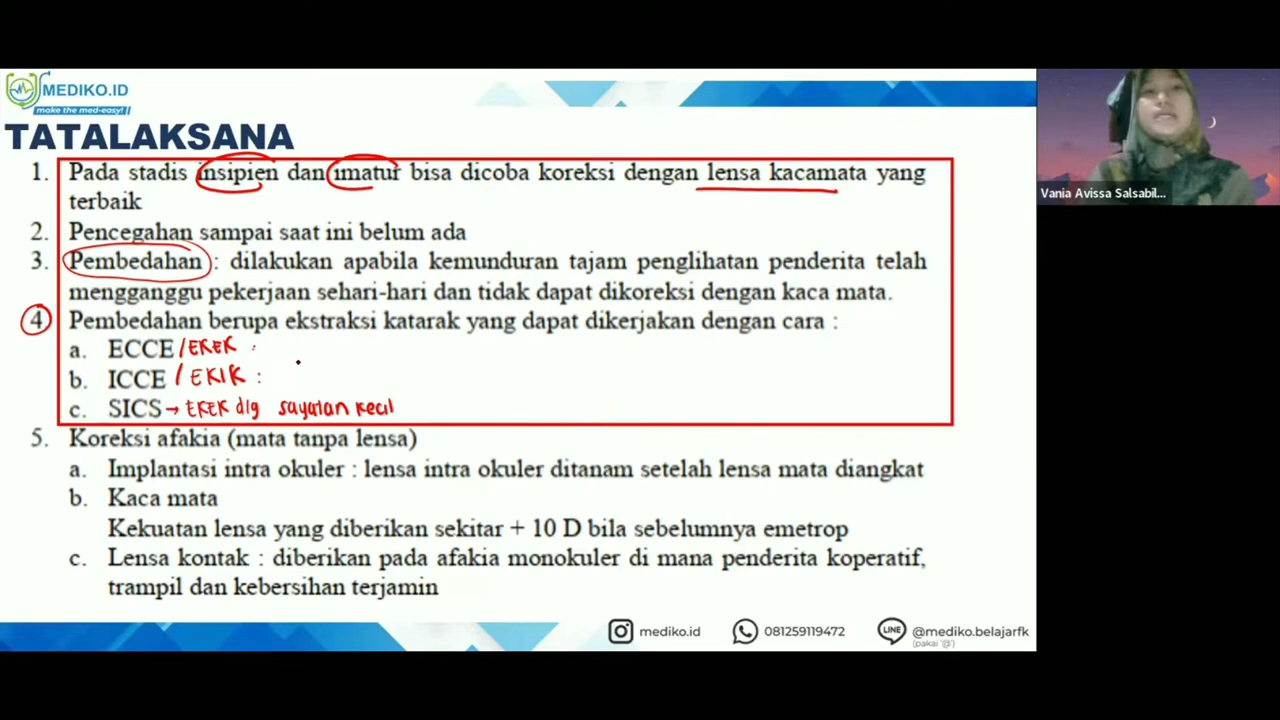 MEDIKO.ID
make the med-easy!
TATALAKSANA
1. Pada stadis insipien dan imatur bisa dicoba koreksi dengan lensa kacamata yang
terbaik
2. Pencegahan sampai saat ini belum ada
3. Pembedahan : dilakukan apabila kemunduran tajam penglihatan penderita telah
mengganggu pekerjaan sehari-hari dan tidak dapat dikoreksi dengan kaca mata.
4 Pembedahan berupa ekstraksi katarak yang dapat dikerjakan dengan cara :
a. ECCE / EKEK :
b. ICCE / EKIK :
c. SICS → EKEK dlg sayatan kecil
5. Koreksi afakia (mata tanpa lensa)
a. Implantasi intra okuler : lensa intra okuler ditanam setelah lensa mata diangkat
b. Kaca mata
Kekuatan lensa yang diberikan sekitar + 10 D bila sebelumnya emetrop
c. Lensa kontak : diberikan pada afakia monokuler di mana penderita koperatif,
trampil dan kebersihan terjamin
mediko.id
081259119472
LINE
@mediko.belajarfk
(pakai '@')
Vania Avissa Salsabil...